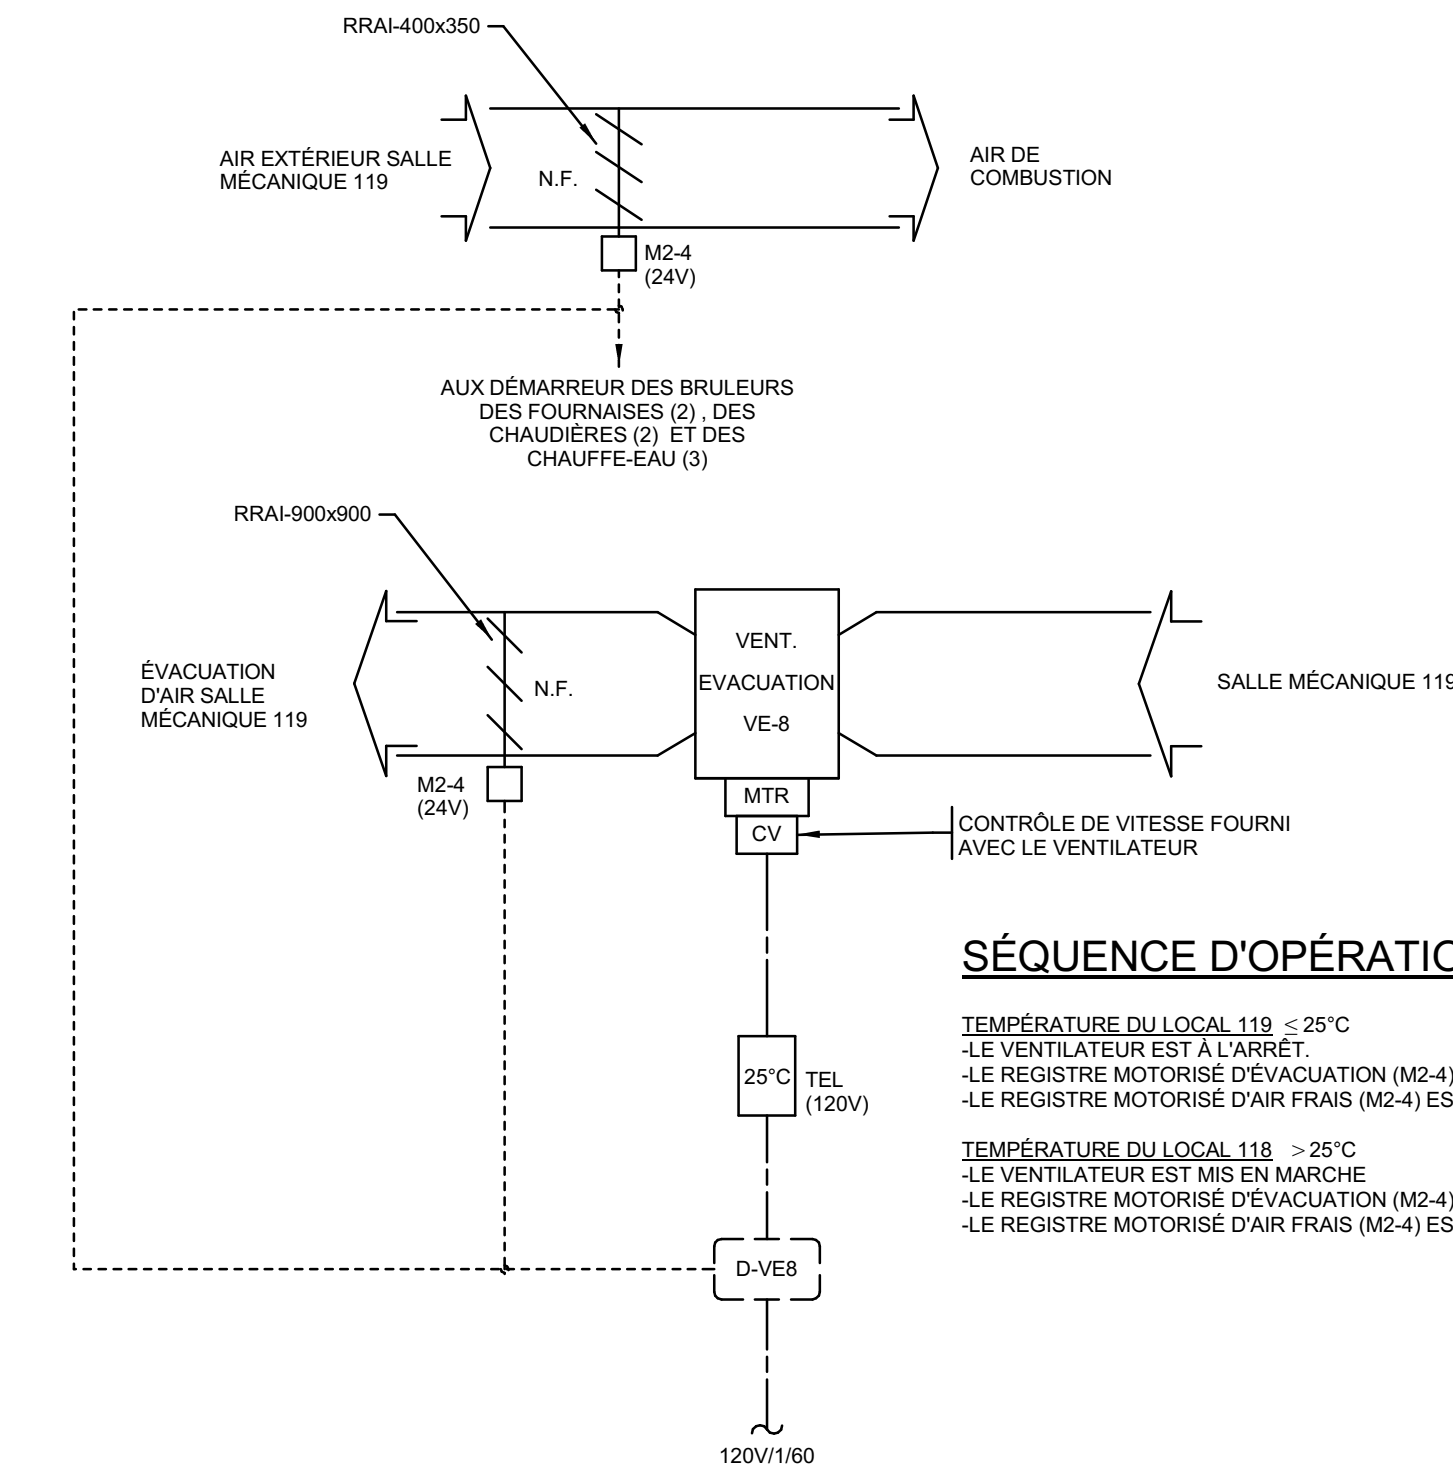 RRAI-400x350
AIR EXTÉRIEUR SALLE
MÉCANIQUE 119
N.F.
AIR DE
COMBUSTION
M2-4
(24V)
AUX DÉMARREUR DES BRULEURS
DES FOURNAISES (2) , DES
CHAUDIÈRES (2) ET DES
CHAUFFE-EAU (3)
RRAI-900x900
ÉVACUATION
D'AIR SALLE
MÉCANIQUE 119
N.F.
VENT.
EVACUATION
VE-8
SALLE MÉCANIQUE 119
M2-4
(24V)
MTR
CV
CONTRÔLE DE VITESSE FOURNI
AVEC LE VENTILATEUR
SÉQUENCE D'OPÉRATIO
TEMPÉRATURE DU LOCAL 119 ≤ 25°C
-LE VENTILATEUR EST À L'ARRÊT.
-LE REGISTRE MOTORISÉ D'ÉVACUATION (M2-4)
-LE REGISTRE MOTORISÉ D'AIR FRAIS (M2-4) ES
25°C
TEL
(120V)
TEMPÉRATURE DU LOCAL 118 > 25°C
-LE VENTILATEUR EST MIS EN MARCHE
-LE REGISTRE MOTORISÉ D'ÉVACUATION (M2-4)
-LE REGISTRE MOTORISÉ D'AIR FRAIS (M2-4) ES
D-VE8
120V/1/60